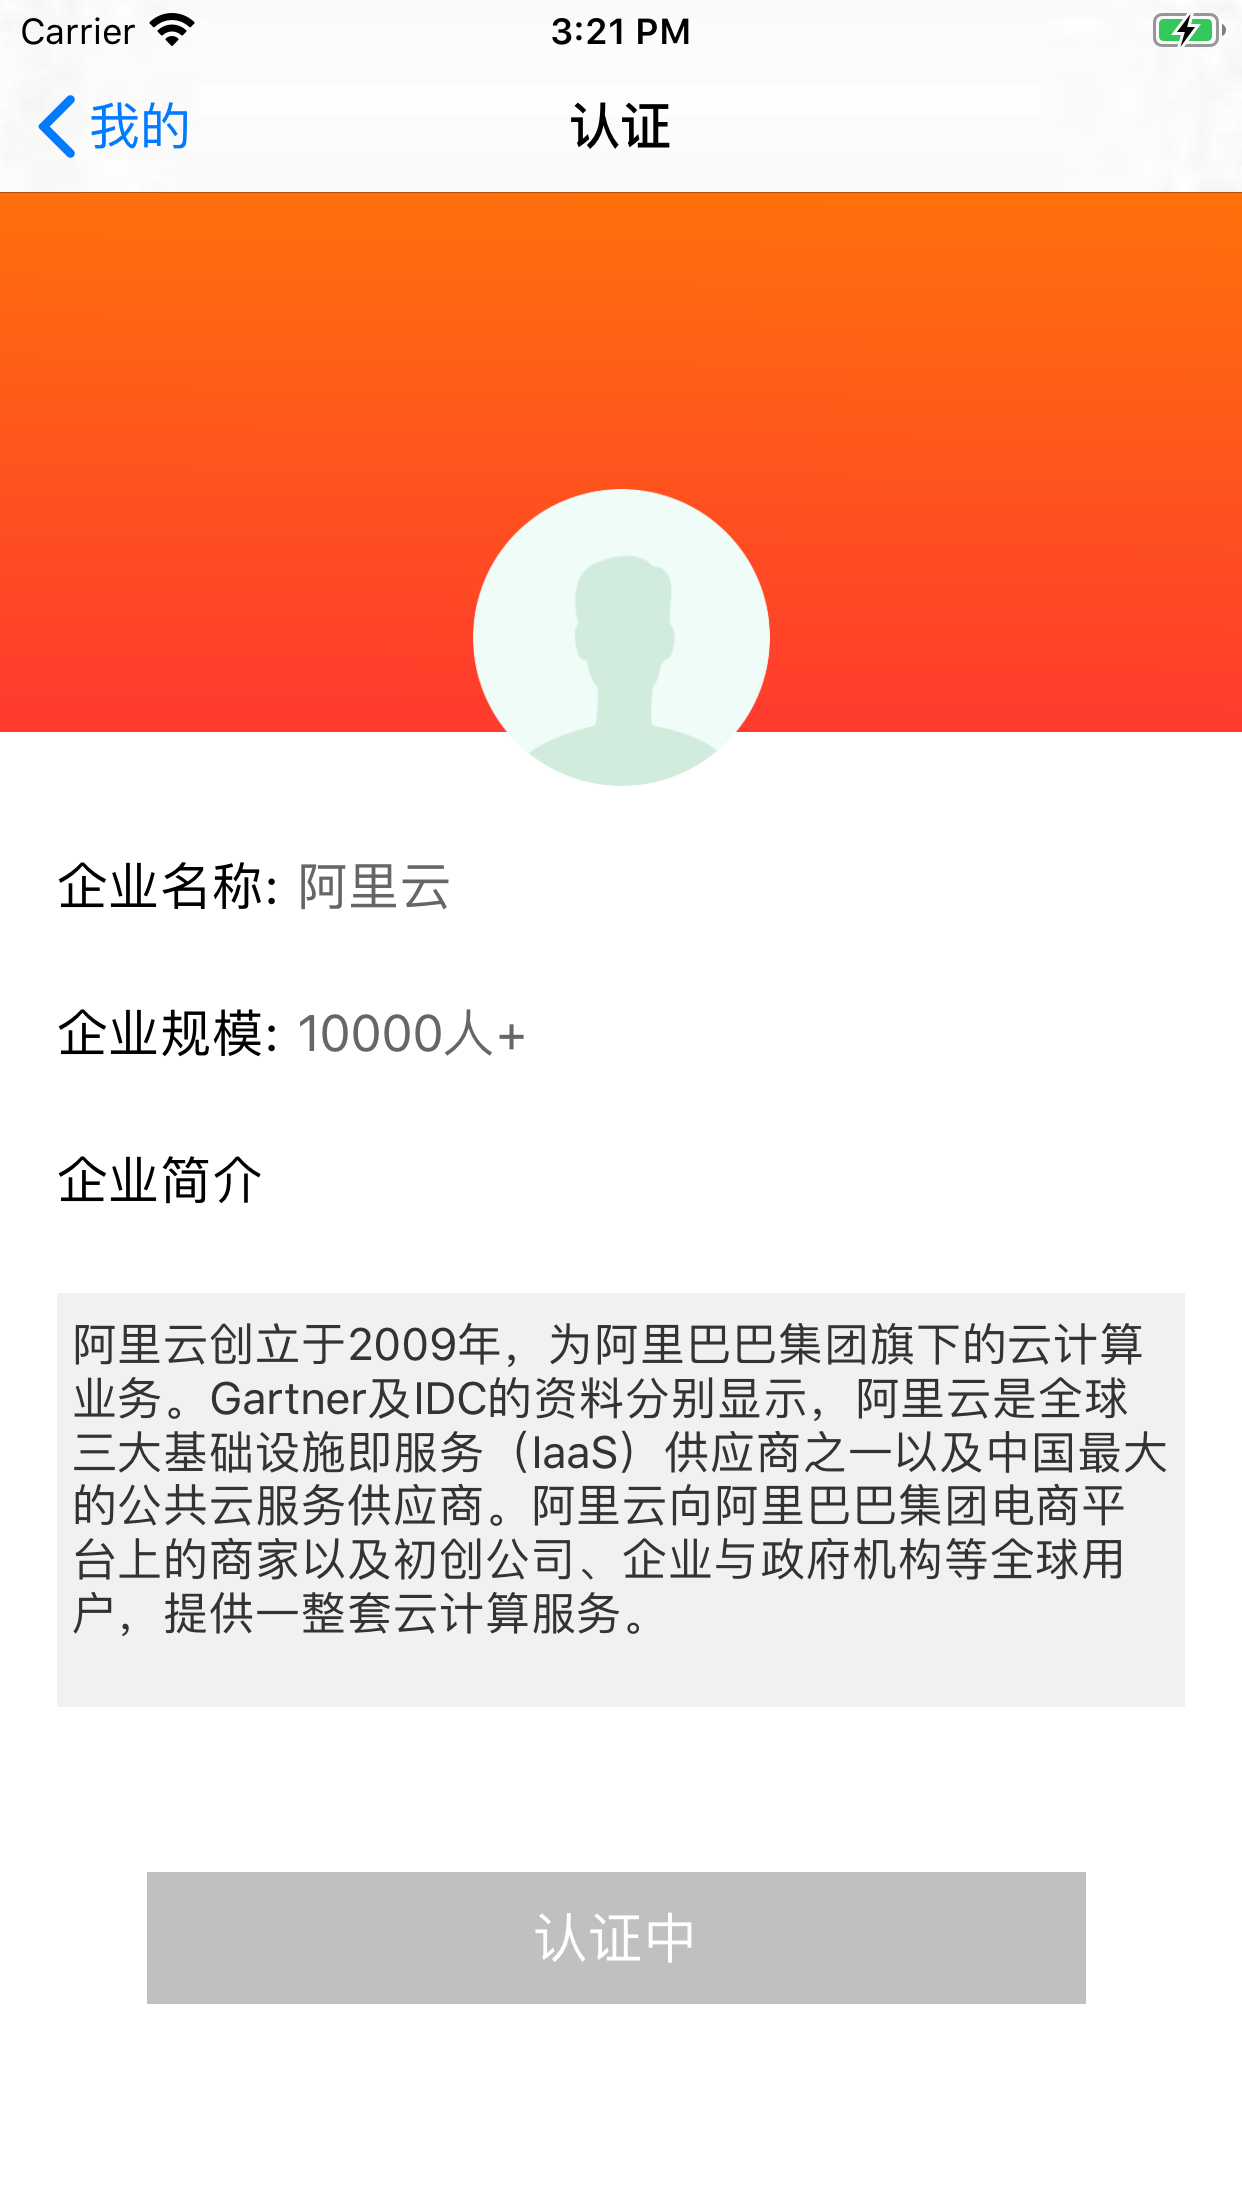 Carrier 3:21 PM
我的 认证
企业名称: 阿里云
企业规模: 10000人+
企业简介
阿里云创立于2009年，为阿里巴巴集团旗下的云计算
业务。Gartner及IDC的资料分别显示，阿里云是全球
三大基础设施即服务（IaaS）供应商之一以及中国最大
的公共云服务供应商。阿里云向阿里巴巴集团电商平
台上的商家以及初创公司、企业与政府机构等全球用
户，提供一整套云计算服务。
认证中